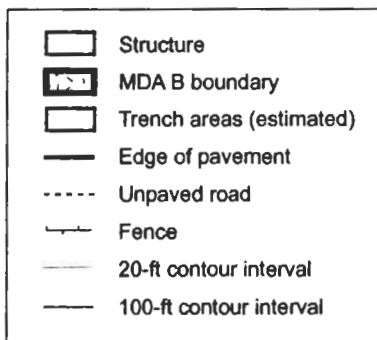 Structure
MDA B boundary
Trench areas (estimated)
Edge of pavement
Unpaved road
Fence
20-ft contour interval
100-ft contour interval